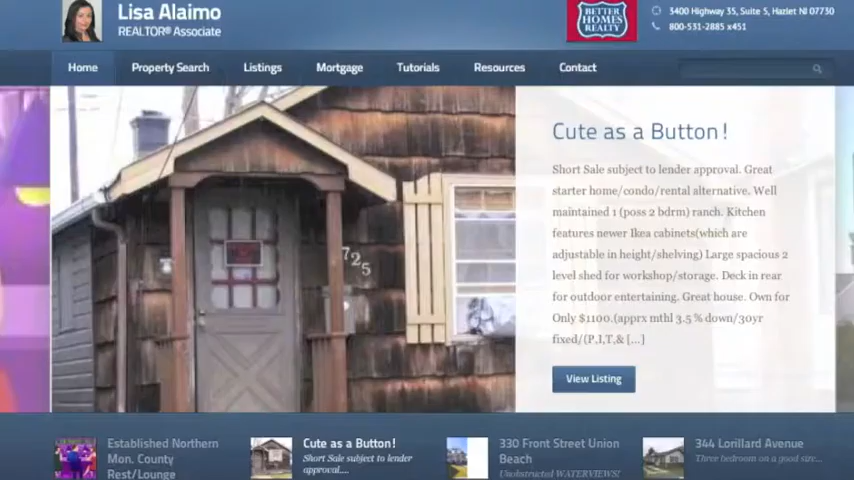 Lisa Alaimo
REALTOR® Associate
BETTER
HOMES
REALTY
3400 Highway 35, Suite 5, Hazlet NJ 07730
800-531-2885 x451
Home
Property Search
Listings
Mortgage
Tutorials
Resources
Contact
725
Cute as a Button!
Short Sale subject to lender approval. Great
starter home/condo/rental alternative. Well
maintained 1 (poss 2 bdrm) ranch. Kitchen
features newer Ikea cabinets(which are
adjustable in height/shelving) Large spacious 2
level shed for workshop/storage. Deck in rear
for outdoor entertaining. Great house. Own for
Only $1100.(apprx mthl 3.5 % down/30yr
fixed/(P,I,T,& [...]
View Listing
Established Northern
Mon. County
Rest/Lounge
Cute as a Button!
Short Sale subject to lender
approval....
330 Front Street Union
Beach
Unobstructed WATERVIEWS!
344 Lorillard Avenue
Three bedroom on a good size...